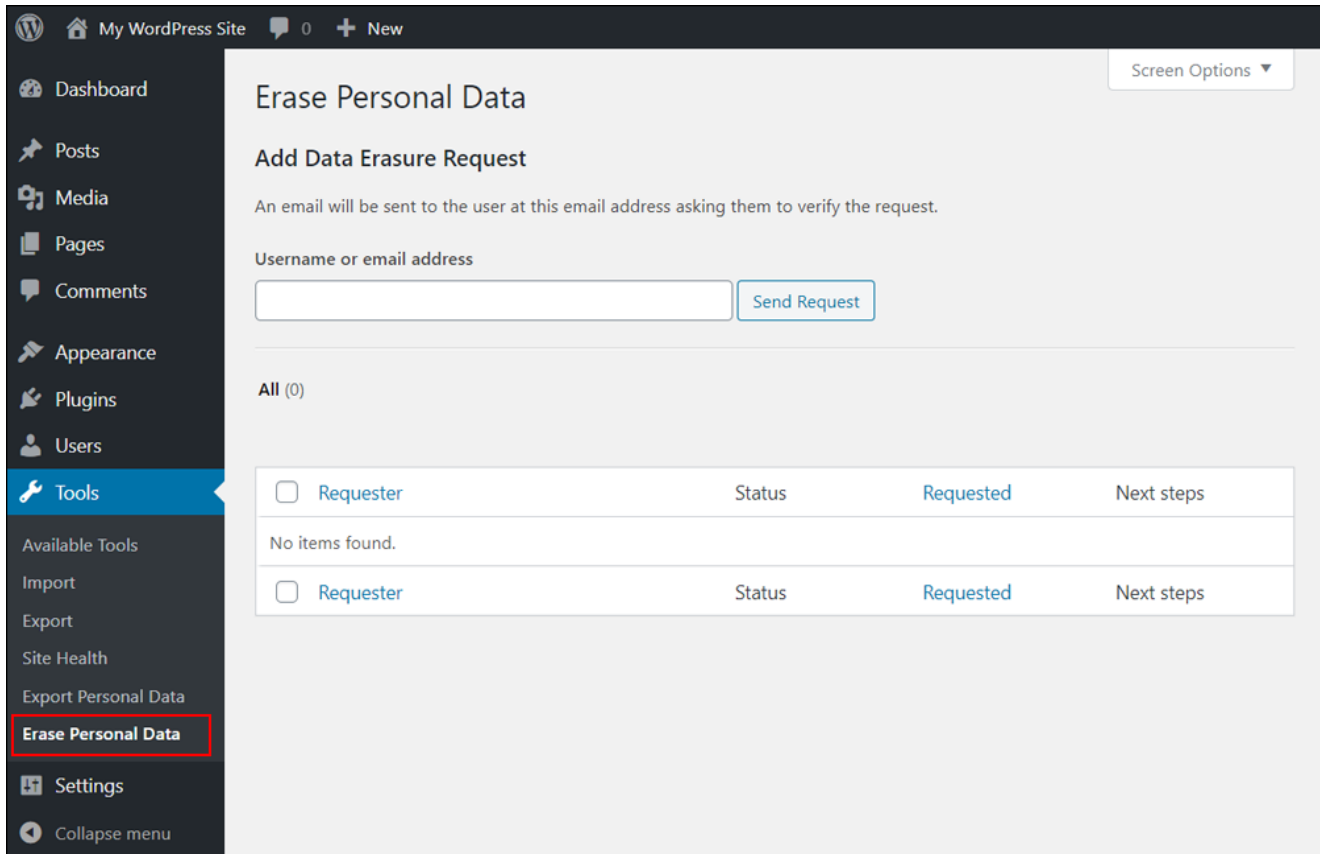 My WordPress Site 0 New
Screen Options
Dashboard
Posts
Media
Pages
Comments
Appearance
Plugins
Users
Tools
Available Tools
Import
Export
Site Health
Export Personal Data
Erase Personal Data
Settings
Collapse menu
Erase Personal Data
Add Data Erasure Request
An email will be sent to the user at this email address asking them to verify the request.
Username or email address
Send Request
All (0)
Requester Status Requested Next steps
No items found.
Requester Status Requested Next steps